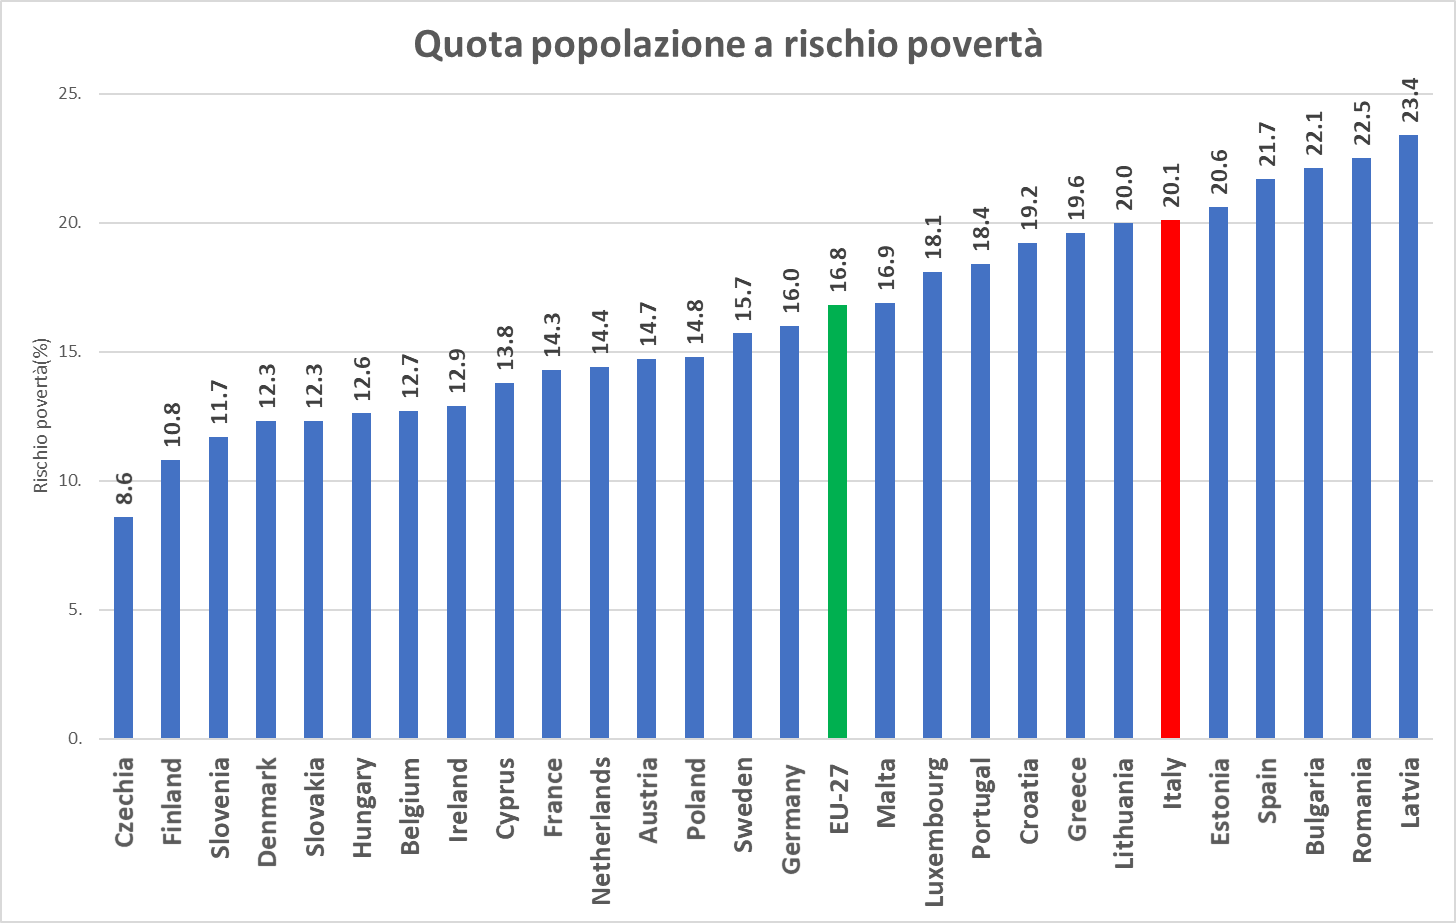 Quota popolazione a rischio povertà
Rischio povertà(%)
25.
20.
15.
10.
5.
0.
8.6
10.8
11.7
12.3
12.3
12.6
12.7
12.9
13.8
14.3
14.4
14.7
14.8
15.7
16.0
16.8
16.9
18.1
18.4
19.2
19.6
20.0
20.1
20.6
21.7
22.1
22.5
23.4
Czechia
Finland
Slovenia
Denmark
Slovakia
Hungary
Belgium
Ireland
Cyprus
France
Netherlands
Austria
Poland
Sweden
Germany
EU-27
Malta
Luxembourg
Portugal
Croatia
Greece
Lithuania
Italy
Estonia
Spain
Bulgaria
Romania
Latvia